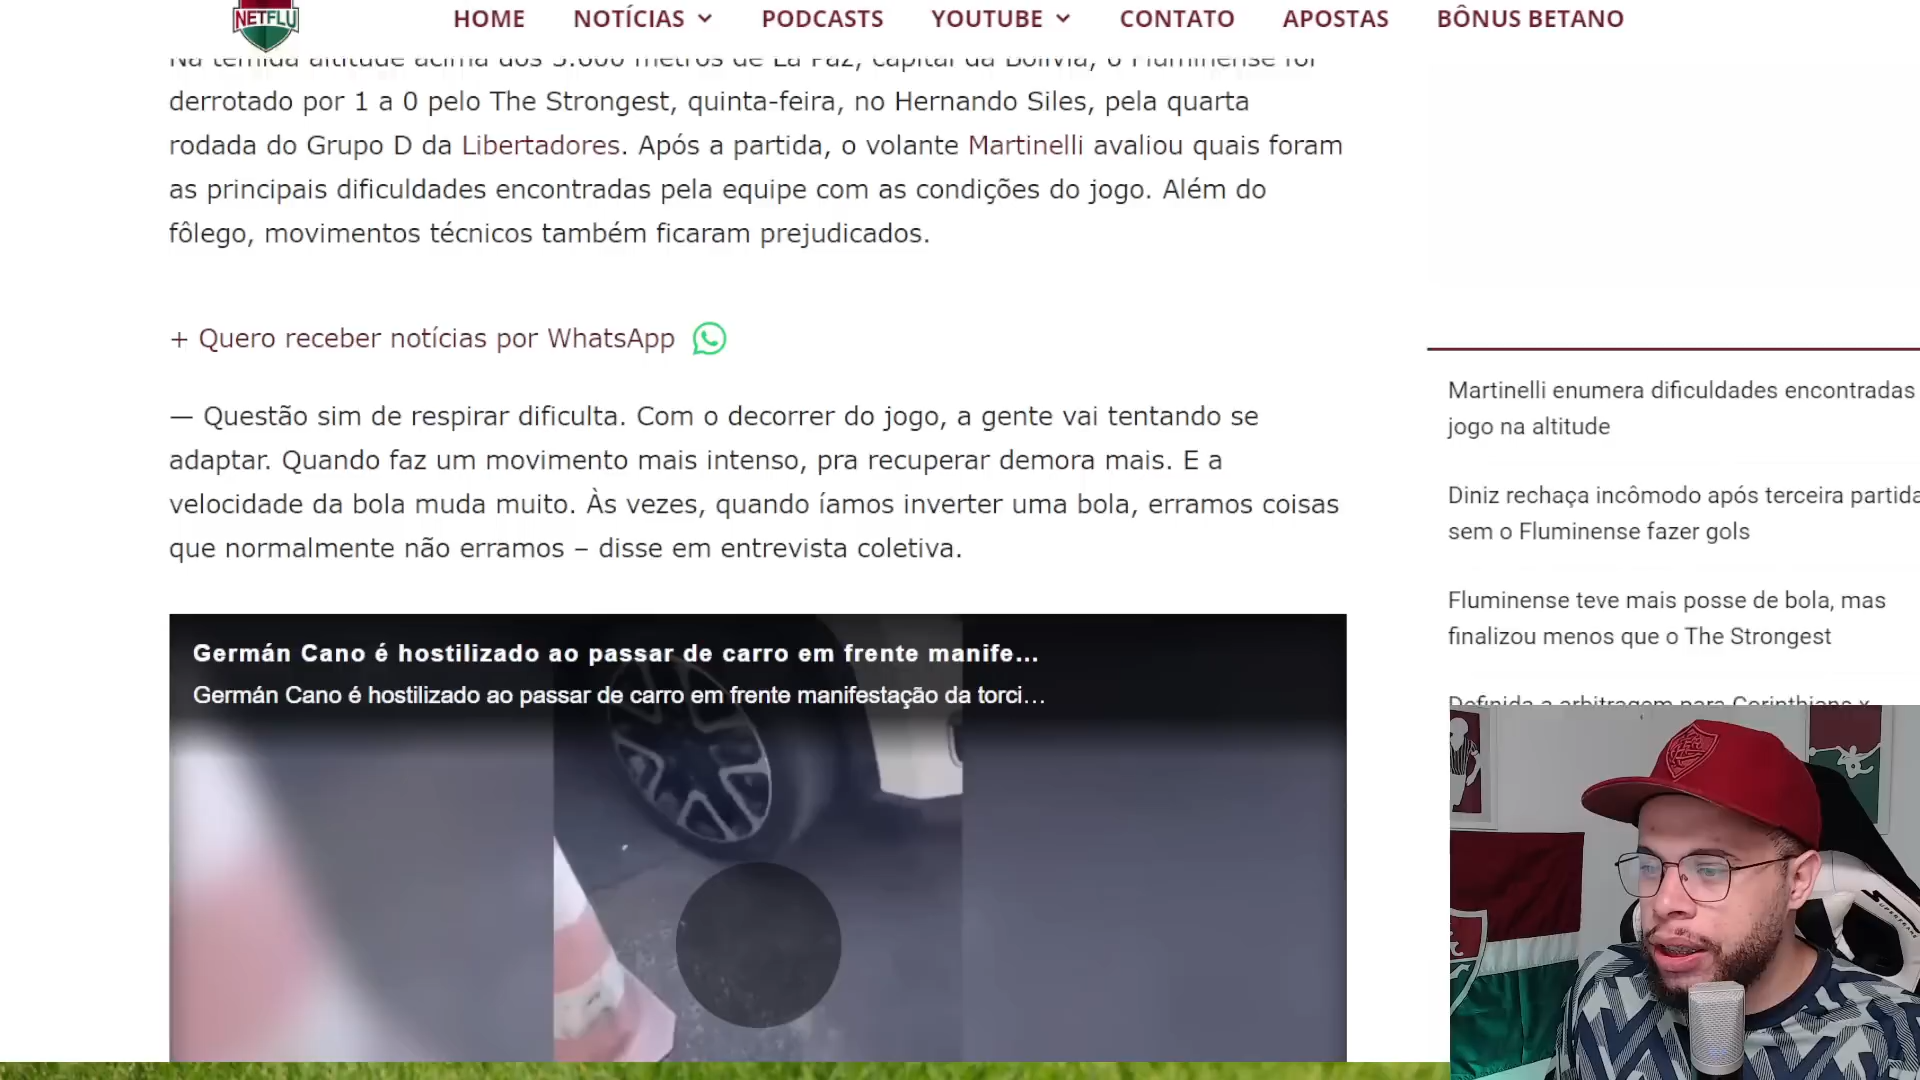 NETFLU
HOME
NOTÍCIAS
PODCASTS
YOUTUBE
CONTATO
APOSTAS
BÔNUS BETANO
Na temida altitude acima dos 3.600 metros de La Paz, capital da Bolívia, o Fluminense foi
derrotado por 1 a 0 pelo The Strongest, quinta-feira, no Hernando Siles, pela quarta
rodada do Grupo D da Libertadores. Após a partida, o volante Martinelli avaliou quais foram
as principais dificuldades encontradas pela equipe com as condições do jogo. Além do
fôlego, movimentos técnicos também ficaram prejudicados.
+ Quero receber notícias por WhatsApp
— Questão sim de respirar dificulta. Com o decorrer do jogo, a gente vai tentando se
adaptar. Quando faz um movimento mais intenso, pra recuperar demora mais. E a
velocidade da bola muda muito. Às vezes, quando íamos inverter uma bola, erramos coisas
que normalmente não erramos – disse em entrevista coletiva.
Germán Cano é hostilizado ao passar de carro em frente manife...
Germán Cano é hostilizado ao passar de carro em frente manifestação da torci...
Martinelli enumera dificuldades encontradas
jogo na altitude
Diniz rechaça incômodo após terceira partida
sem o Fluminense fazer gols
Fluminense teve mais posse de bola, mas
finalizou menos que o The Strongest
Definida a arbitragem para Corinthians x